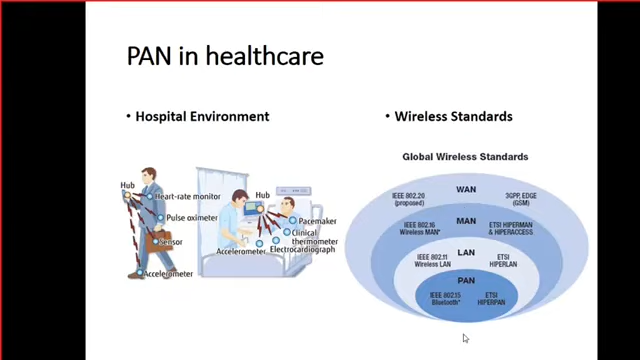 PAN in healthcare
• Hospital Environment
Hub
Heart-rate monitor
Pulse oximeter
Sensor
Accelerometer
Hub
Pacemaker
Clinical
thermometer
Electrocardiograph
Accelerometer
• Wireless Standards
Global Wireless Standards
WAN
IEEE 802.20
(proposed)
3GPP, EDGE
(GSM)
MAN
IEEE 802.16
Wireless MAN*
ETSI HIPERMAN
& HIPERACCESS
LAN
IEEE 802.11
Wireless LAN
ETSI
HIPERLAN
PAN
IEEE 802.15
Bluetooth*
ETSI
HIPERPAN